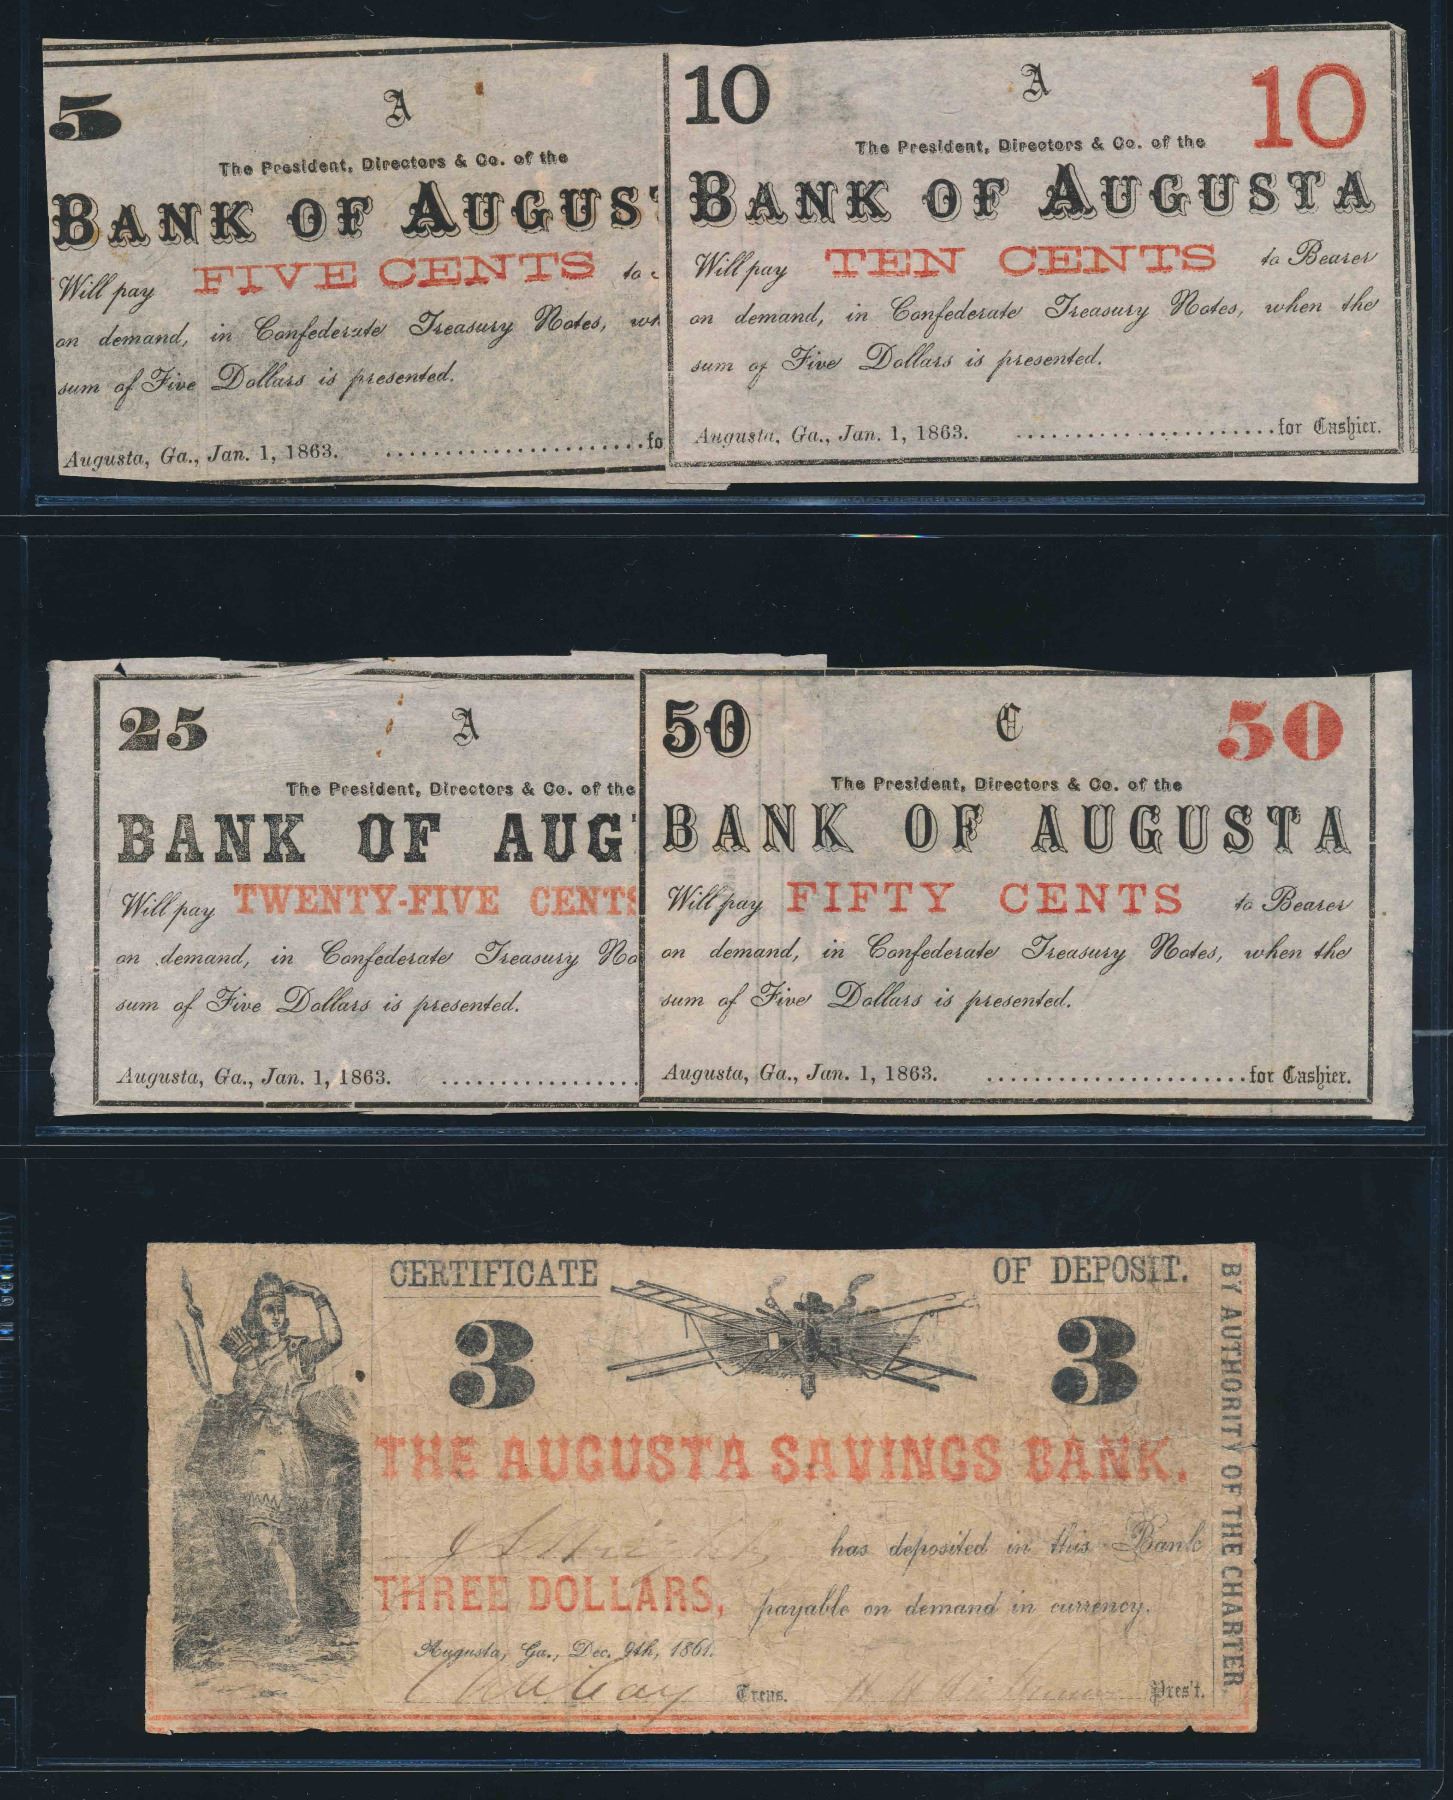 5
A
The President, Directors & Co. of the
BANK OF AUGUST
Will pay FIVE CENTS to
on demand, in Confederate Treasury Notes, wh
sum of Five Dollars is presented.
Augusta, Ga., Jan. 1, 1863. ........................fo
10 A 10
The President, Directors & Co. of the
BANK OF AUGUSTA
Will pay TEN CENTS to Bearer
on demand, in Confederate Treasury Notes, when the
sum of Five Dollars is presented.
Augusta, Ga., Jan. 1, 1863. ........................for Cashier.
25 A
The President, Directors & Co. of the
BANK OF AUG
Will pay TWENTY-FIVE CENTS
on demand, in Confederate Treasury No
sum of Five Dollars is presented.
Augusta, Ga., Jan. 1, 1863. ..................
50 C 50
The President, Directors & Co. of the
BANK OF AUGUSTA
Will pay FIFTY CENTS to Bearer
on demand, in Confederate Treasury Notes, when the
sum of Five Dollars is presented.
Augusta, Ga., Jan. 1, 1863. ........................for Cashier.
CERTIFICATE OF DEPOSIT.
3 3
THE AUGUSTA SAVINGS BANK.
has deposited in this Bank
THREE DOLLARS, payable on demand in currency.
Augusta, Ga., Dec. 9th, 1861.
Treas. Pres't.
BY AUTHORITY OF THE CHARTER.